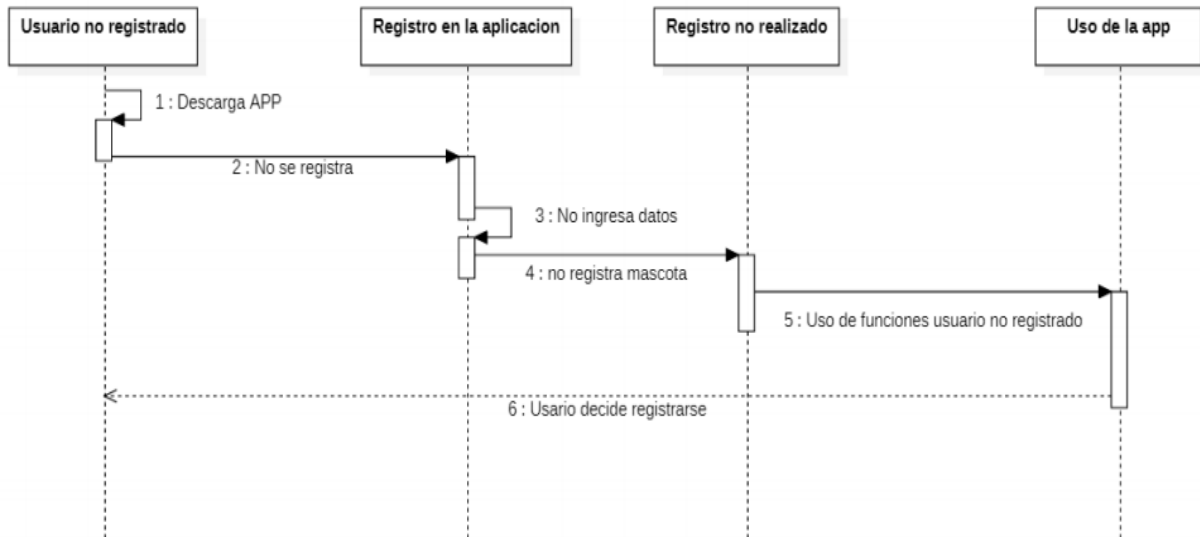 Usuario no registrado
Registro en la aplicacion
Registro no realizado
Uso de la app
1 : Descarga APP
2 : No se registra
3 : No ingresa datos
4 : no registra mascota
5 : Uso de funciones usuario no registrado
6 : Usario decide registrarse